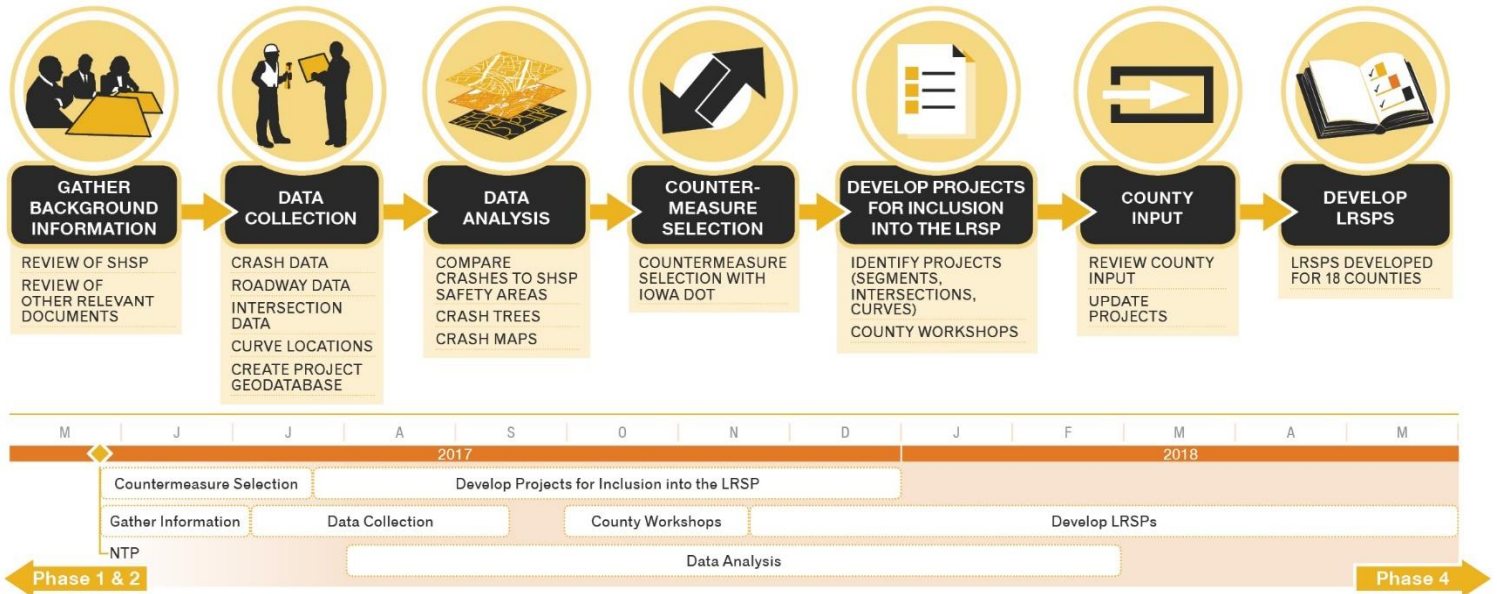 GATHER
BACKGROUND
INFORMATION
REVIEW OF SHSP
REVIEW OF
OTHER RELEVANT
DOCUMENTS
DATA
COLLECTION
CRASH DATA
ROADWAY DATA
INTERSECTION
DATA
CURVE LOCATIONS
CREATE PROJECT
GEODATABASE
DATA
ANALYSIS
COMPARE
CRASHES TO SHSP
SAFETY AREAS
CRASH TREES
CRASH MAPS
COUNTER-
MEASURE
SELECTION
COUNTERMEASURE
SELECTION WITH
IOWA DOT
DEVELOP PROJECTS
FOR INCLUSION
INTO THE LRSP
IDENTIFY PROJECTS
(SEGMENTS,
INTERSECTIONS,
CURVES)
COUNTY WORKSHOPS
COUNTY
INPUT
REVIEW COUNTY
INPUT
UPDATE
PROJECTS
DEVELOP
LRSPS
LRSPS DEVELOPED
FOR 18 COUNTIES
M J J A S O N D J F M A M
2017 2018
Countermeasure Selection Develop Projects for Inclusion into the LRSP
Gather Information Data Collection County Workshops Develop LRSPs
NTP Data Analysis
Phase 1 & 2 Phase 4